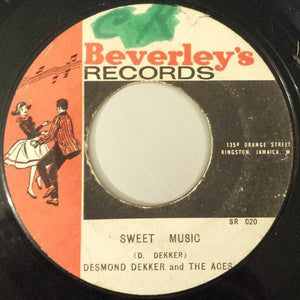 Beverley's
RECORDS
135a ORANGE STREET
KINGSTON, JAMAICA, W
SR 020
SWEET MUSIC
(D. DEKKER)
DESMOND DEKKER and THE ACES